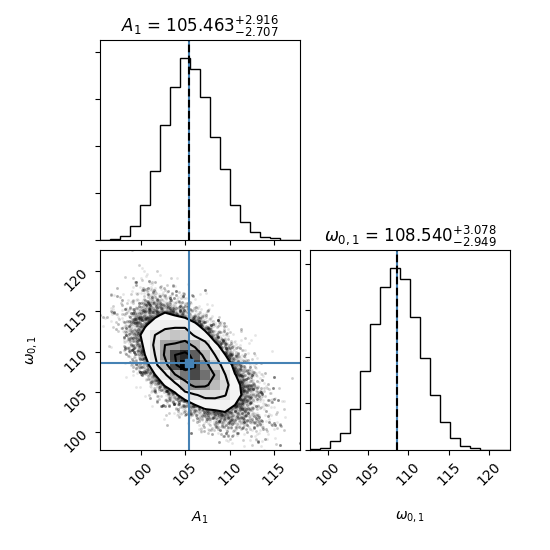 A₁ = 105.463⁺²·⁹¹⁶₋₂.₇₀₇
ω₀,₁ = 108.540⁺³·⁰⁷⁸₋₂.₉₄₉
120
115
110
105
100
ω₀,₁
100 105 110 115
100 105 110 115 120
A₁
ω₀,₁